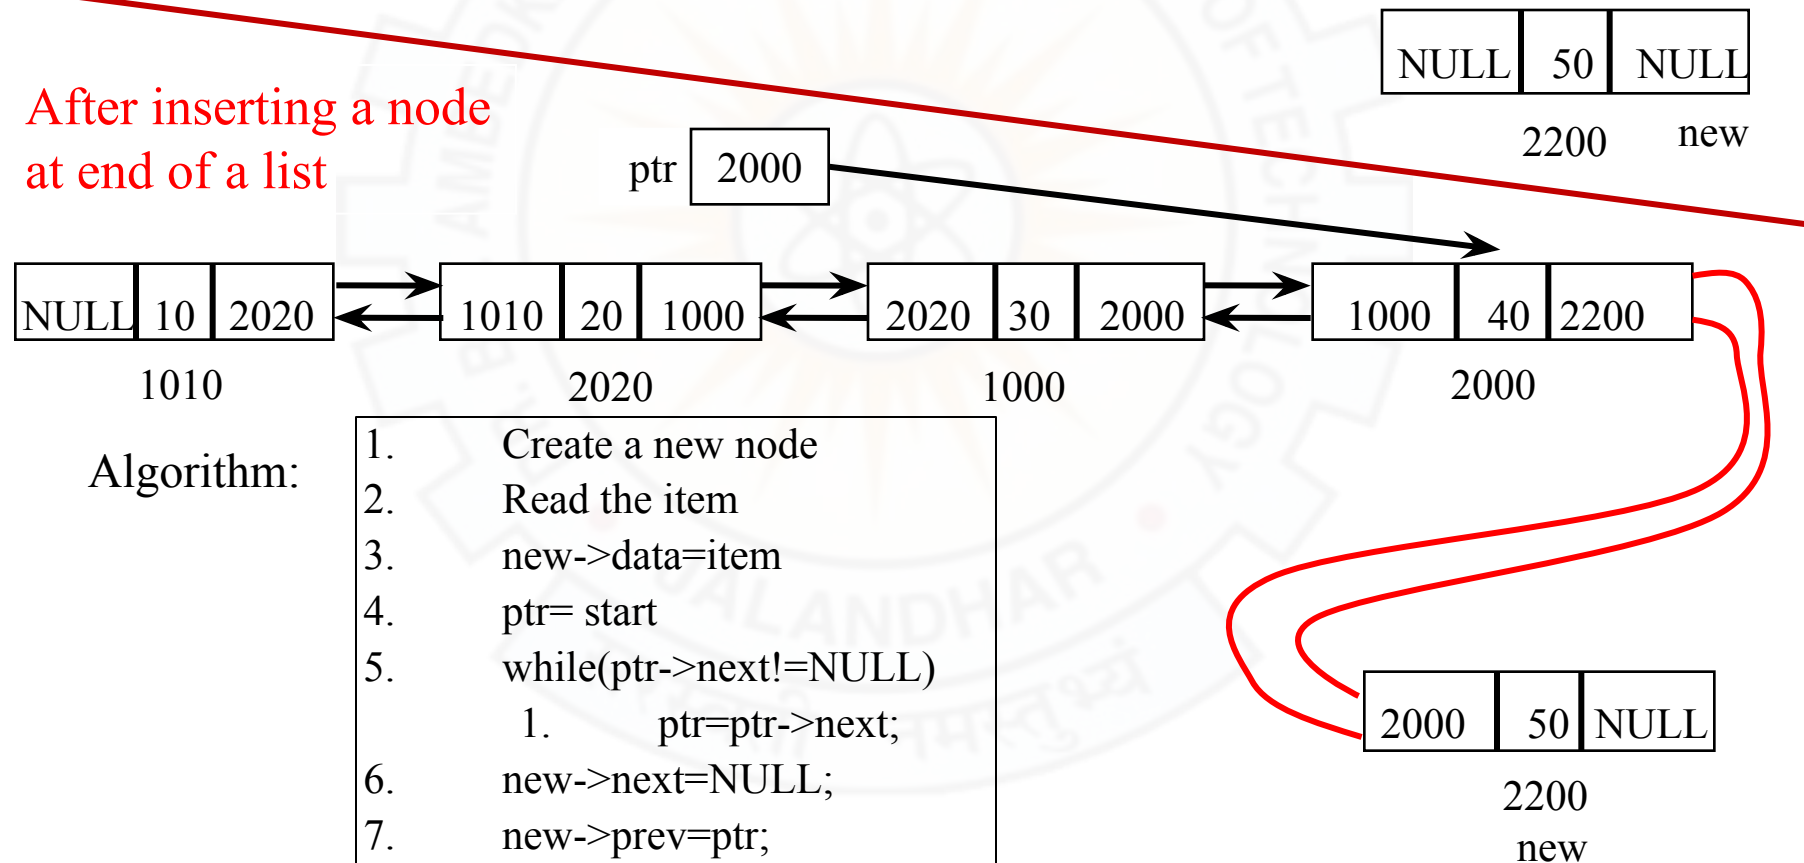 NULL 50 NULL
2200 new
After inserting a node
at end of a list
ptr 2000
NULL 10 2020 1010 20 1000 2020 30 2000 1000 40 2200
1010 2020 1000 2000
Algorithm:
1. Create a new node
2. Read the item
3. new->data=item
4. ptr= start
5. while(ptr->next!=NULL)
1. ptr=ptr->next;
6. new->next=NULL;
7. new->prev=ptr;
2000 50 NULL
2200
new
OF TECHNOLOGY
JALANDHAR